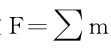 F = ∑ m